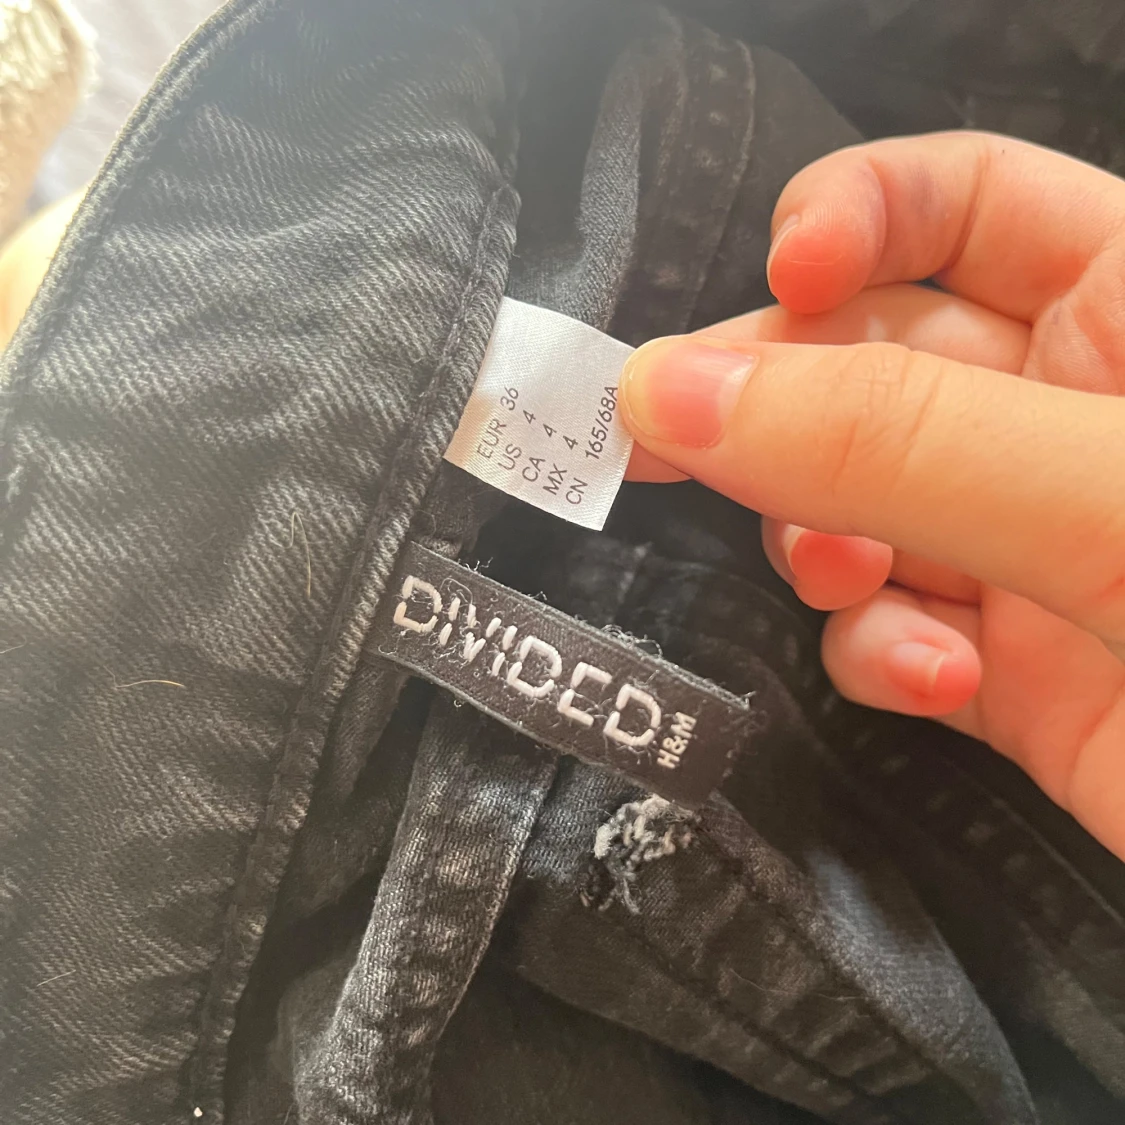 EUR 36
US 4
CA 4
MX 4
CN 165/68A
DIVIDED
H&M